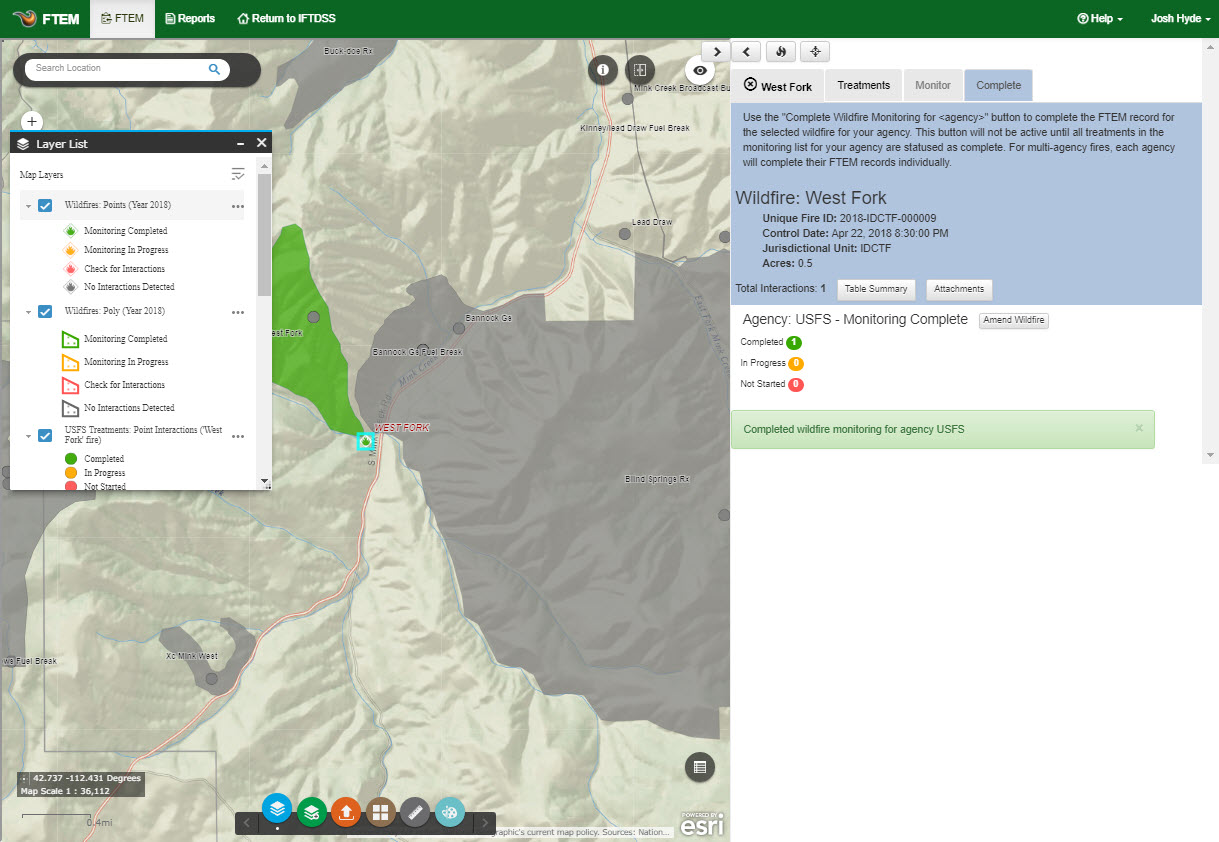 FTEM
FTEM
Reports
Return to IFTDSS
Help
Josh Hyde
Search Location
Layer List
Map Layers
Wildfires: Points (Year 2018)
Monitoring Completed
Monitoring In Progress
Check for Interactions
No Interactions Detected
Wildfires: Poly (Year 2018)
Monitoring Completed
Monitoring In Progress
Check for Interactions
No Interactions Detected
USFS Treatments: Point Interactions ('West
Fork' fire)
Completed
In Progress
Not Started
Buck-doe Rx
Mink Creek Broadcast Bu
Kinney/lead Draw Fuel Break
Lead Draw
East Fork Mink Creek
Bannock Gs
Bannock Gs Fuel Break
Mink Creek
est Fork
WEST FORK
Blind Springs Rx
Xc Mink West
ws Fuel Break
42.737 -112.431 Degrees
Map Scale 1 : 36,112
0.4mi
graphic's current map policy. Sources: Nation...
POWERED BY
esri
West Fork
Treatments
Monitor
Complete
Use the "Complete Wildfire Monitoring for <agency>" button to complete the FTEM record for
the selected wildfire for your agency. This button will not be active until all treatments in the
monitoring list for your agency are statused as complete. For multi-agency fires, each agency
will complete their FTEM records individually.
Wildfire: West Fork
Unique Fire ID: 2018-IDCTF-000009
Control Date: Apr 22, 2018 8:30:00 PM
Jurisdictional Unit: IDCTF
Acres: 0.5
Total Interactions: 1
Table Summary
Attachments
Agency: USFS - Monitoring Complete
Amend Wildfire
Completed 1
In Progress 0
Not Started 0
Completed wildfire monitoring for agency USFS